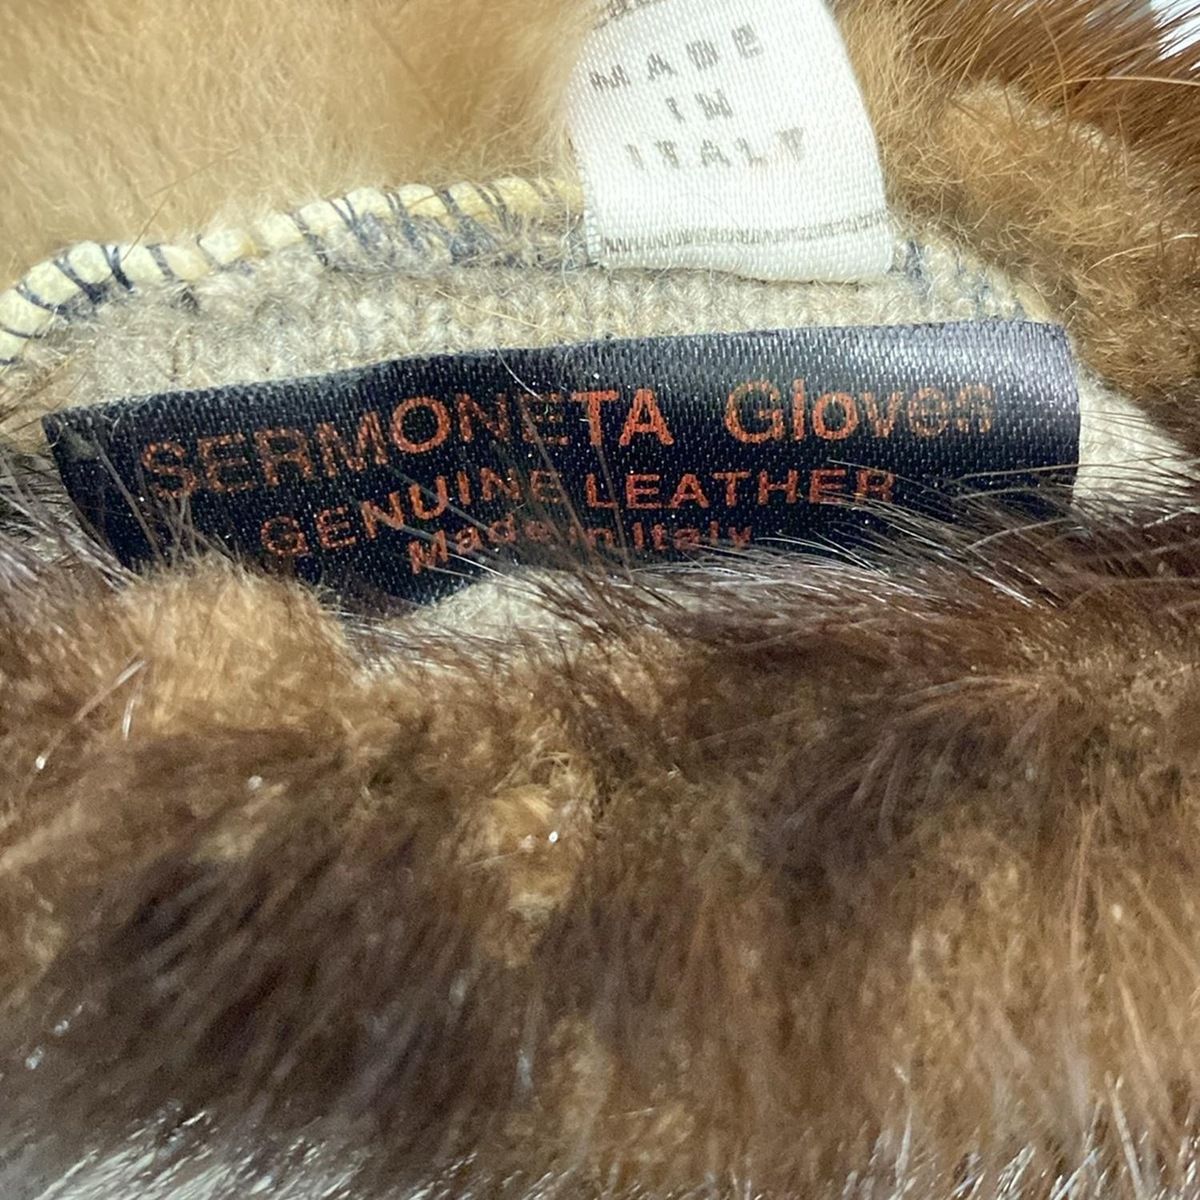 MADE
IN
ITALY
SERMONETA Gloves
GENUINE LEATHER
Made in Italy